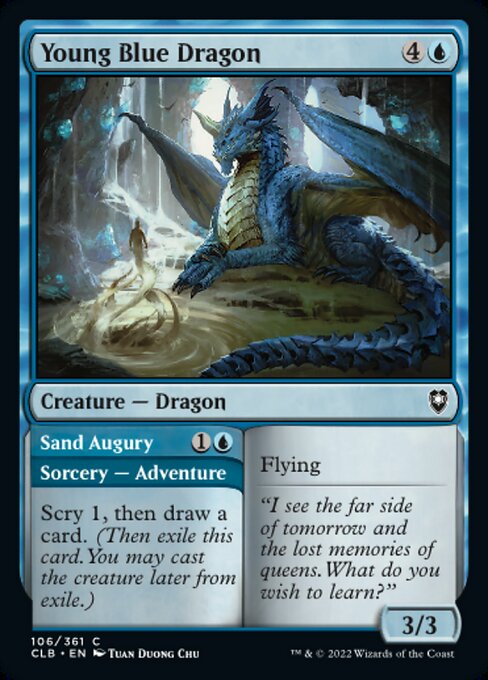 Young Blue Dragon 4
Creature — Dragon
Sand Augury 1
Sorcery — Adventure
Scry 1, then draw a
card. (Then exile this
card. You may cast
the creature later from
exile.)
Flying
“I see the far side
of tomorrow and
the lost memories of
queens. What do you
wish to learn?”
3/3
106/361 C
CLB • EN Tuan Duong Chu
™ & © 2022 Wizards of the Coast